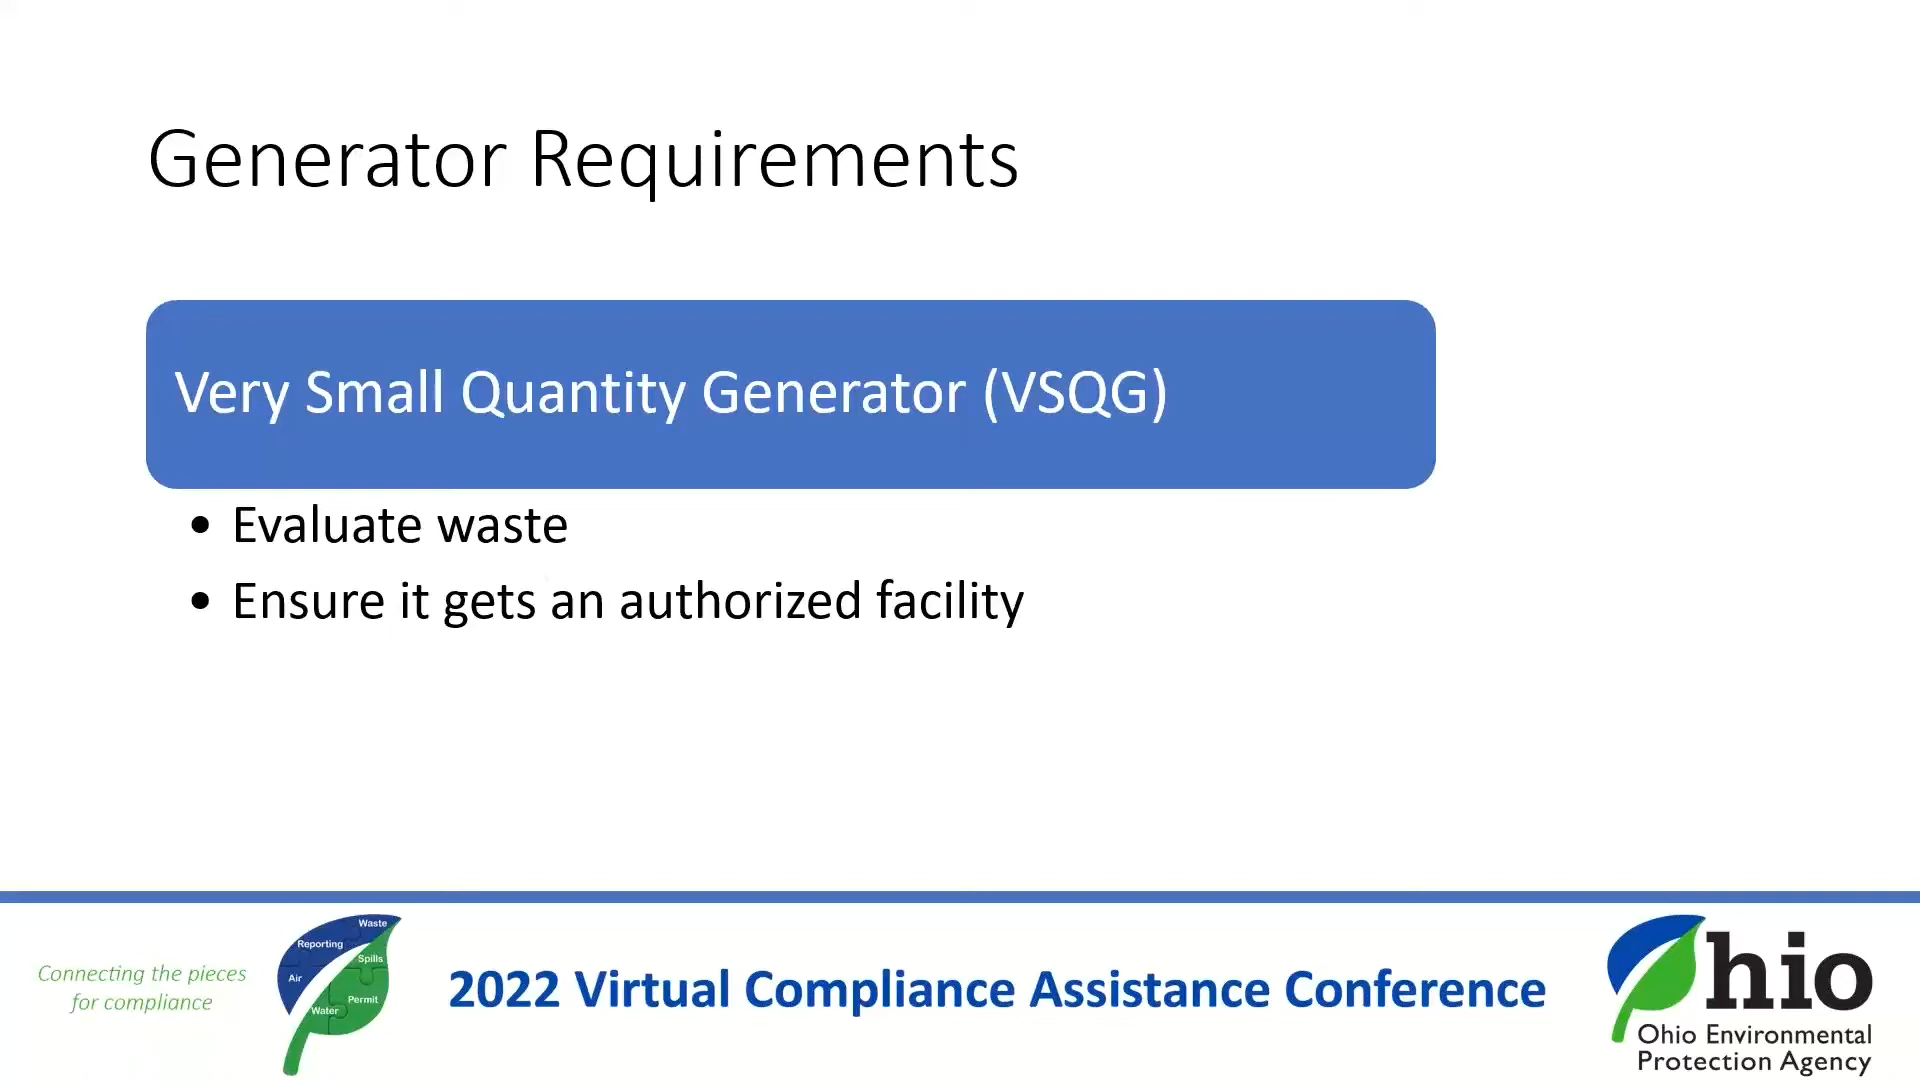 Generator Requirements
Very Small Quantity Generator (VSQG)
• Evaluate waste
• Ensure it gets an authorized facility
Connecting the pieces
for compliance
Waste
Reporting
Spills
Air
Permit
Water
2022 Virtual Compliance Assistance Conference
Ohio
Ohio Environmental
Protection Agency